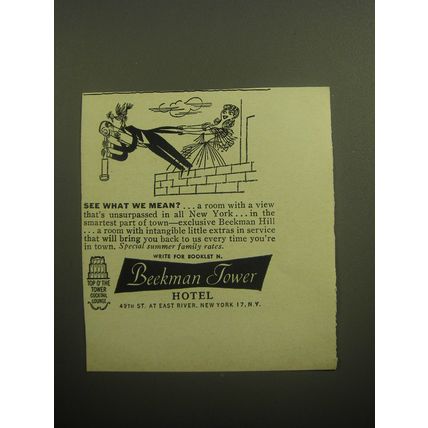 SEE WHAT WE MEAN? . . . a room with a view
that's unsurpassed in all New York . . . in the
smartest part of town—exclusive Beekman Hill
. . . a room with intangible little extras in service
that will bring you back to us every time you're
in town. Special summer family rates.
WRITE FOR BOOKLET N.
Beekman Tower
HOTEL
49TH ST. AT EAST RIVER, NEW YORK 17, N.Y.
TOP O' THE
TOWER
COCKTAIL
LOUNGE